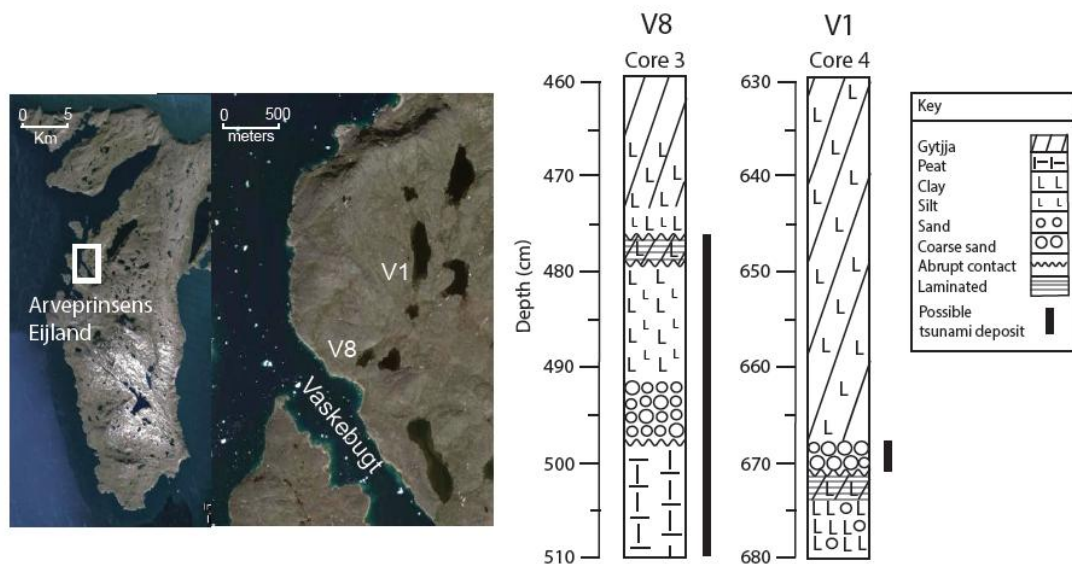 0 5
Km
Arveprinsens
Eijland
0 500
meters
V1
V8
Vaskebugt
V8
Core 3
Depth (cm)
460
470
480
490
500
510
V1
Core 4
630
640
650
660
670
680
L L
L L
L L L L
L L
L L
L L
L L
L L
L L
L
L
L
L
L
L
L
L
L
L
L
L
L
L L
L L
L L L
L L L
Key
Gytjja
Peat
Clay L L L
Silt L L
Sand
Coarse sand
Abrupt contact
Laminated
Possible
tsunami deposit